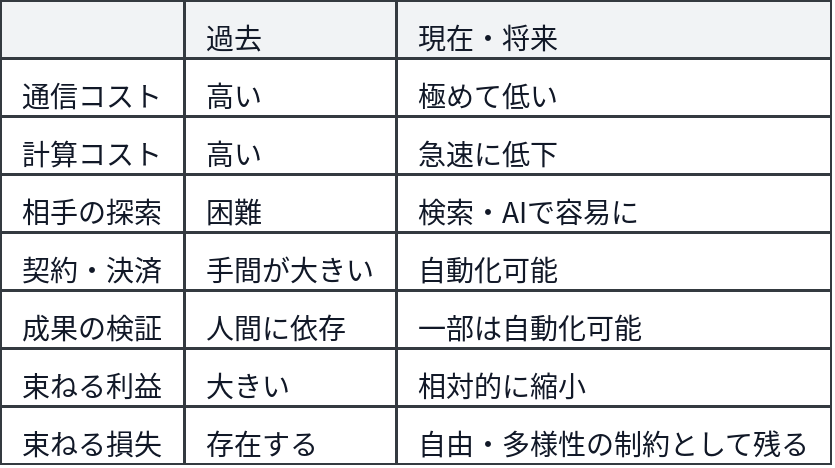 過去 現在・将来
通信コスト 高い 極めて低い
計算コスト 高い 急速に低下
相手の探索 困難 検索・AIで容易に
契約・決済 手間が大きい 自動化可能
成果の検証 人間に依存 一部は自動化可能
束ねる利益 大きい 相対的に縮小
束ねる損失 存在する 自由・多様性の制約として残る